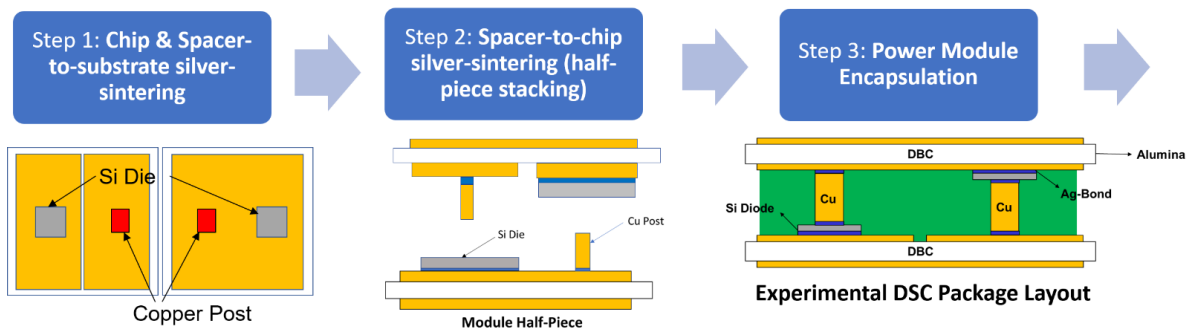 Step 1: Chip & Spacer-
to-substrate silver-
sintering
Step 2: Spacer-to-chip
silver-sintering (half-
piece stacking)
Step 3: Power Module
Encapsulation
Si Die
Copper Post
Si Die
Cu Post
Module Half-Piece
DBC
Alumina
Ag-Bond
Cu
Cu
Si Diode
DBC
Experimental DSC Package Layout